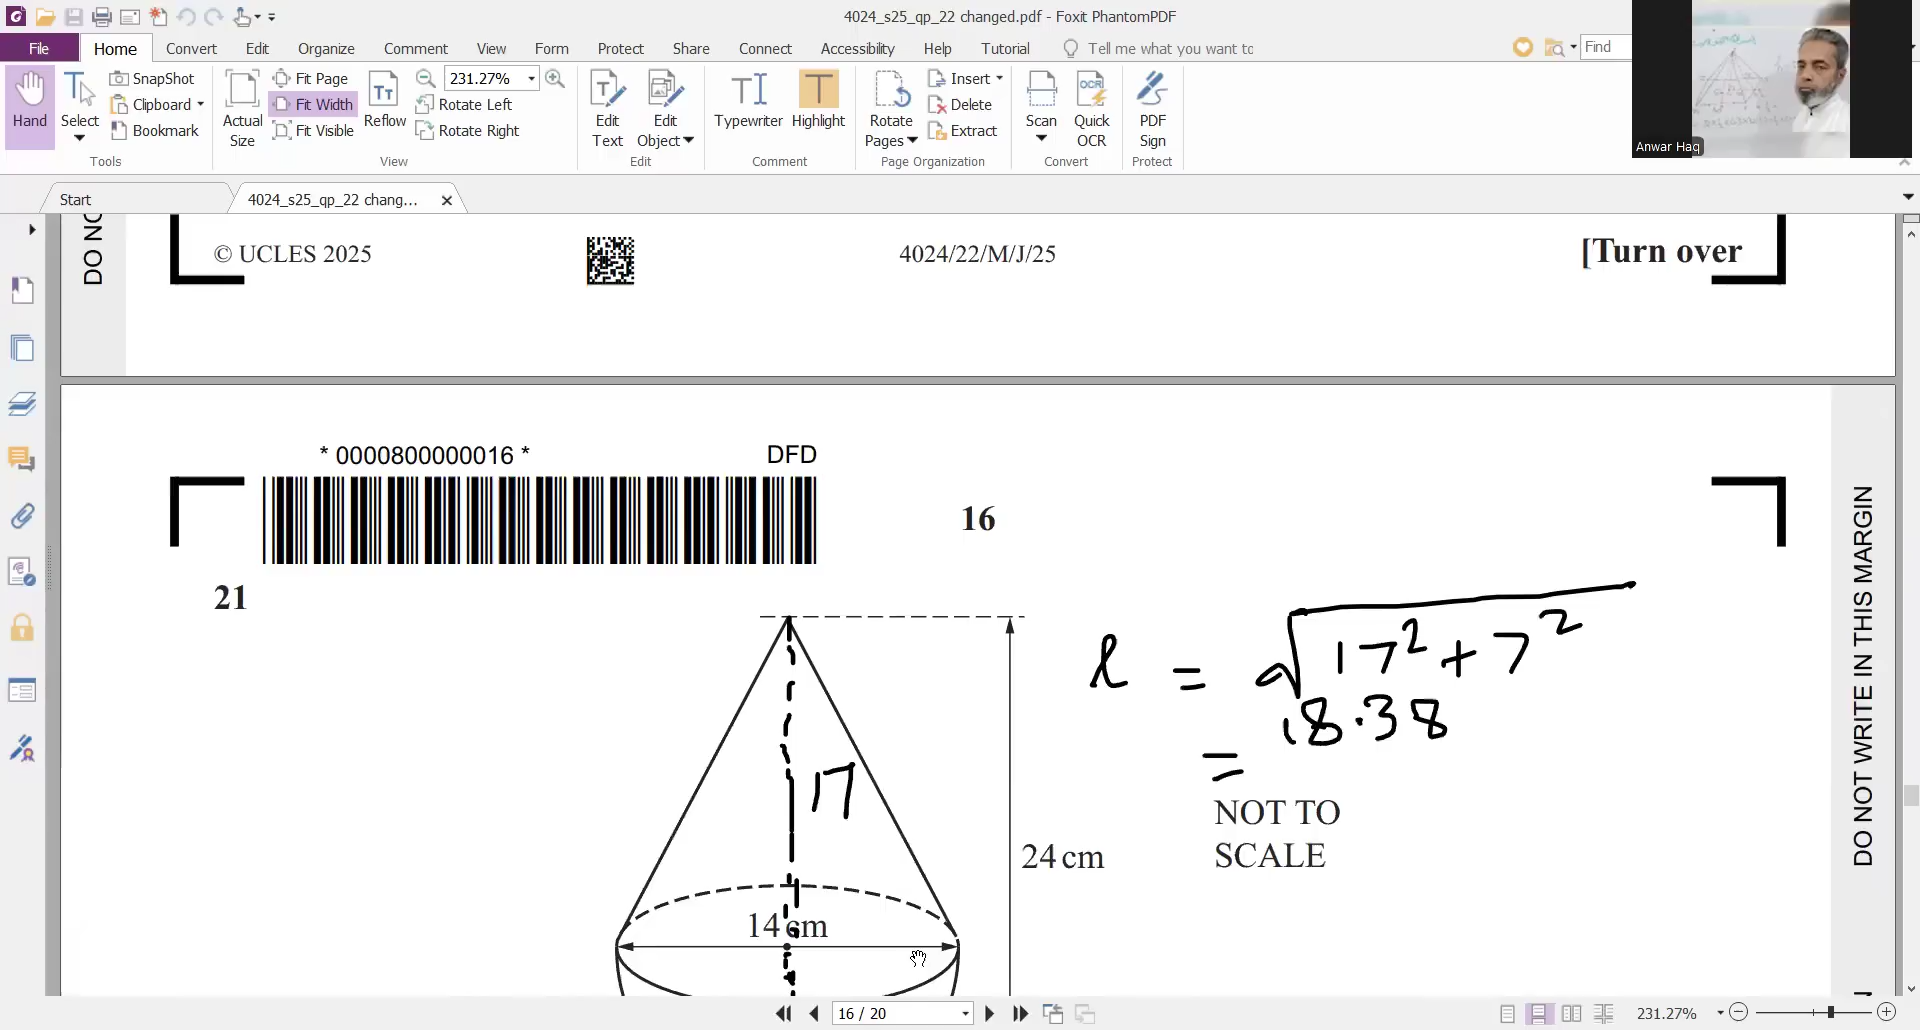 4024_s25_qp_22 changed.pdf - Foxit PhantomPDF
File Home Convert Edit Organize Comment View Form Protect Share Connect Accessibility Help Tutorial Tell me what you want to Find
Hand
Select
SnapShot
Clipboard
Bookmark
Tools
Actual Size
Fit Page
Fit Width
Fit Visible
Reflow
231.27%
Rotate Left
Rotate Right
View
Edit Text
Edit Object
Edit
Typewriter
Highlight
Comment
Rotate Pages
Insert
Delete
Extract
Page Organization
Scan
Quick OCR
Convert
PDF Sign
Protect
Anwar Haq
Start
4024_s25_qp_22 chang...
DO NO
© UCLES 2025
4024/22/M/J/25
[Turn over
* 0000800000016 *
DFD
16
21
l = √17² + 7²
= 18.38
17
NOT TO
SCALE
24 cm
14 cm
DO NOT WRITE IN THIS MARGIN
16 / 20
231.27%